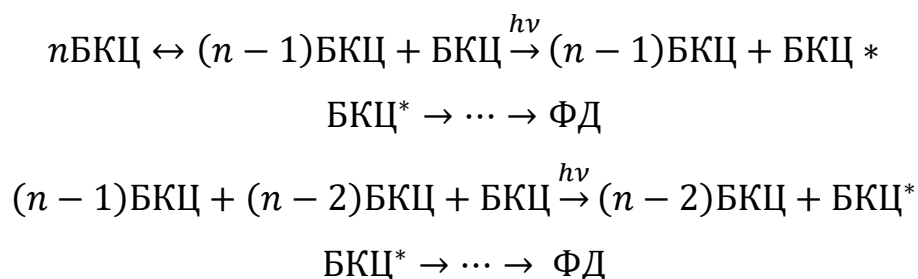 nБКЦ ↔ (n − 1)БКЦ + БКЦ hν→ (n − 1)БКЦ + БКЦ ∗
БКЦ* → ⋯ → ФД
(n − 1)БКЦ + (n − 2)БКЦ + БКЦ hν→ (n − 2)БКЦ + БКЦ*
БКЦ* → ⋯ → ФД